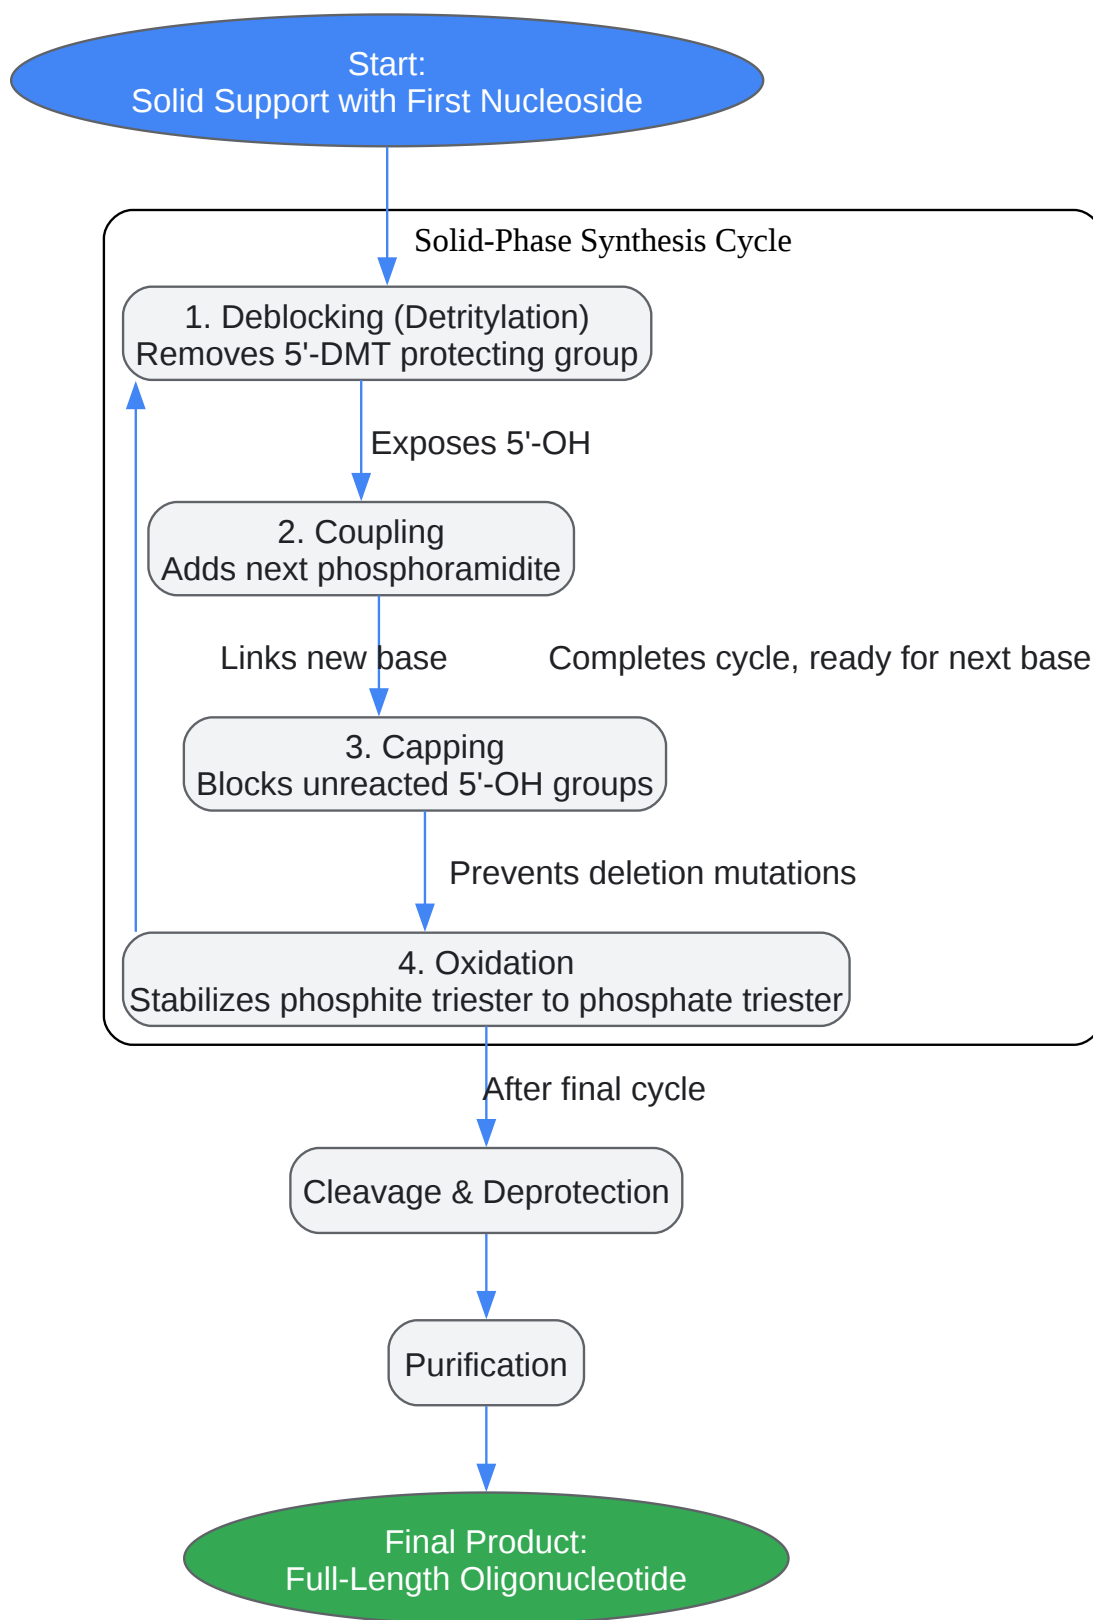 Start:
Solid Support with First Nucleoside
Solid-Phase Synthesis Cycle
1. Deblocking (Detritylation)
Removes 5'-DMT protecting group
Exposes 5'-OH
2. Coupling
Adds next phosphoramidite
Links new base
Completes cycle, ready for next base
3. Capping
Blocks unreacted 5'-OH groups
Prevents deletion mutations
4. Oxidation
Stabilizes phosphite triester to phosphate triester
After final cycle
Cleavage & Deprotection
Purification
Final Product:
Full-Length Oligonucleotide